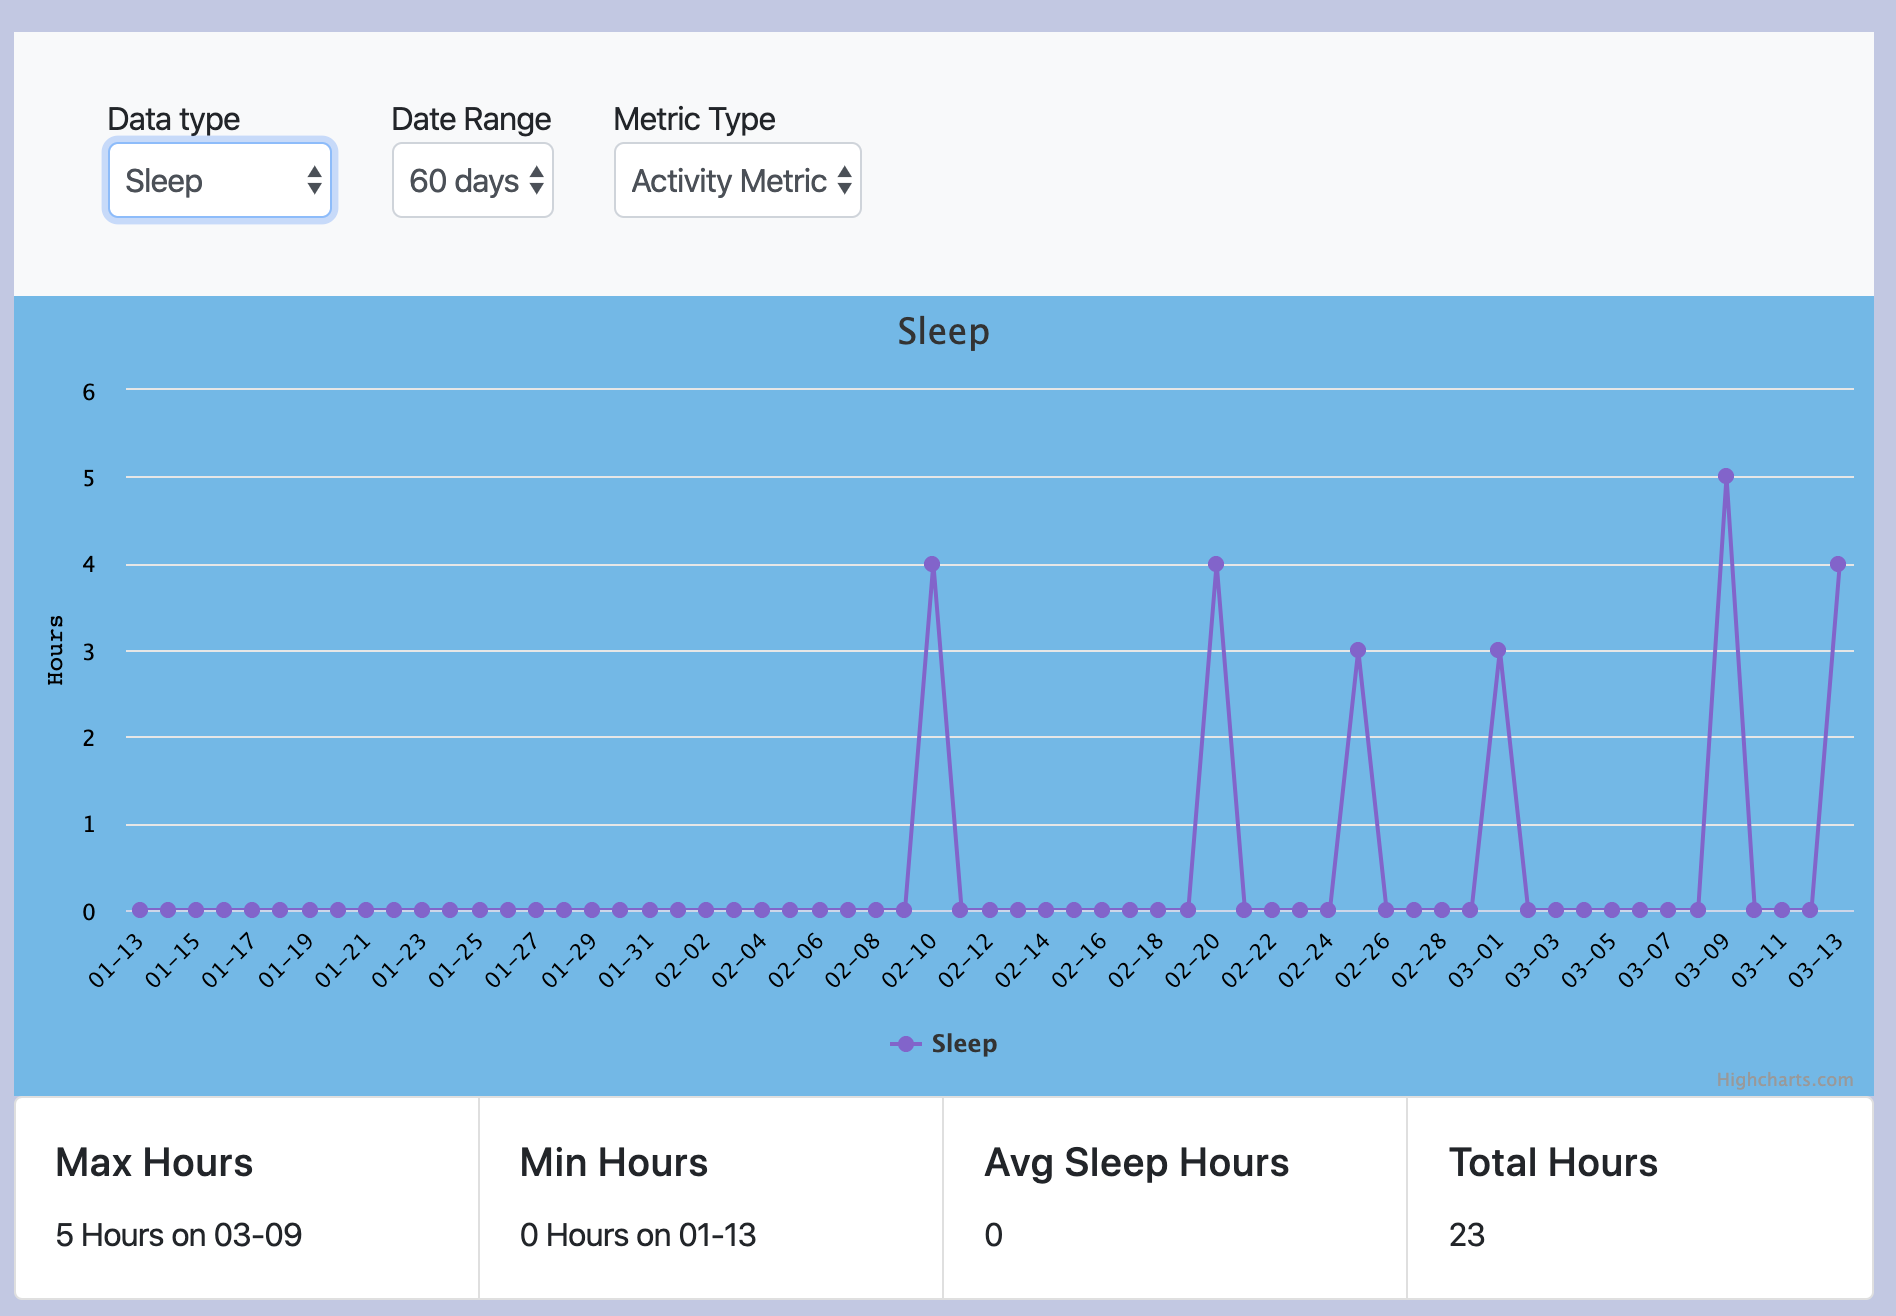 Data type Date Range Metric Type
Sleep 60 days Activity Metric
Sleep
6
5
4
3
2
1
0
Hours
01-13 01-15 01-17 01-19 01-21 01-23 01-25 01-27 01-29 01-31 02-02 02-04 02-06 02-08 02-10 02-12 02-14 02-16 02-18 02-20 02-22 02-24 02-26 02-28 03-01 03-03 03-05 03-07 03-09 03-11 03-13
Sleep
Highcharts.com
Max Hours Min Hours Avg Sleep Hours Total Hours
5 Hours on 03-09 0 Hours on 01-13 0 23